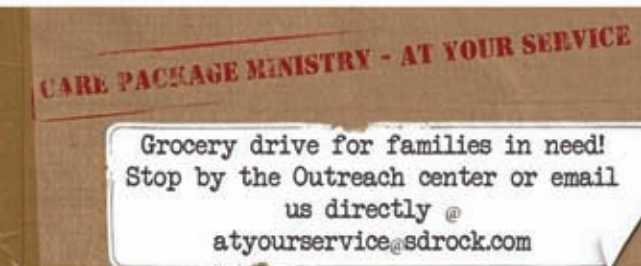 CARE PACKAGE MINISTRY - AT YOUR SERVICE
Grocery drive for families in need!
Stop by the Outreach center or email
us directly @
atyourservice@sdrock.com